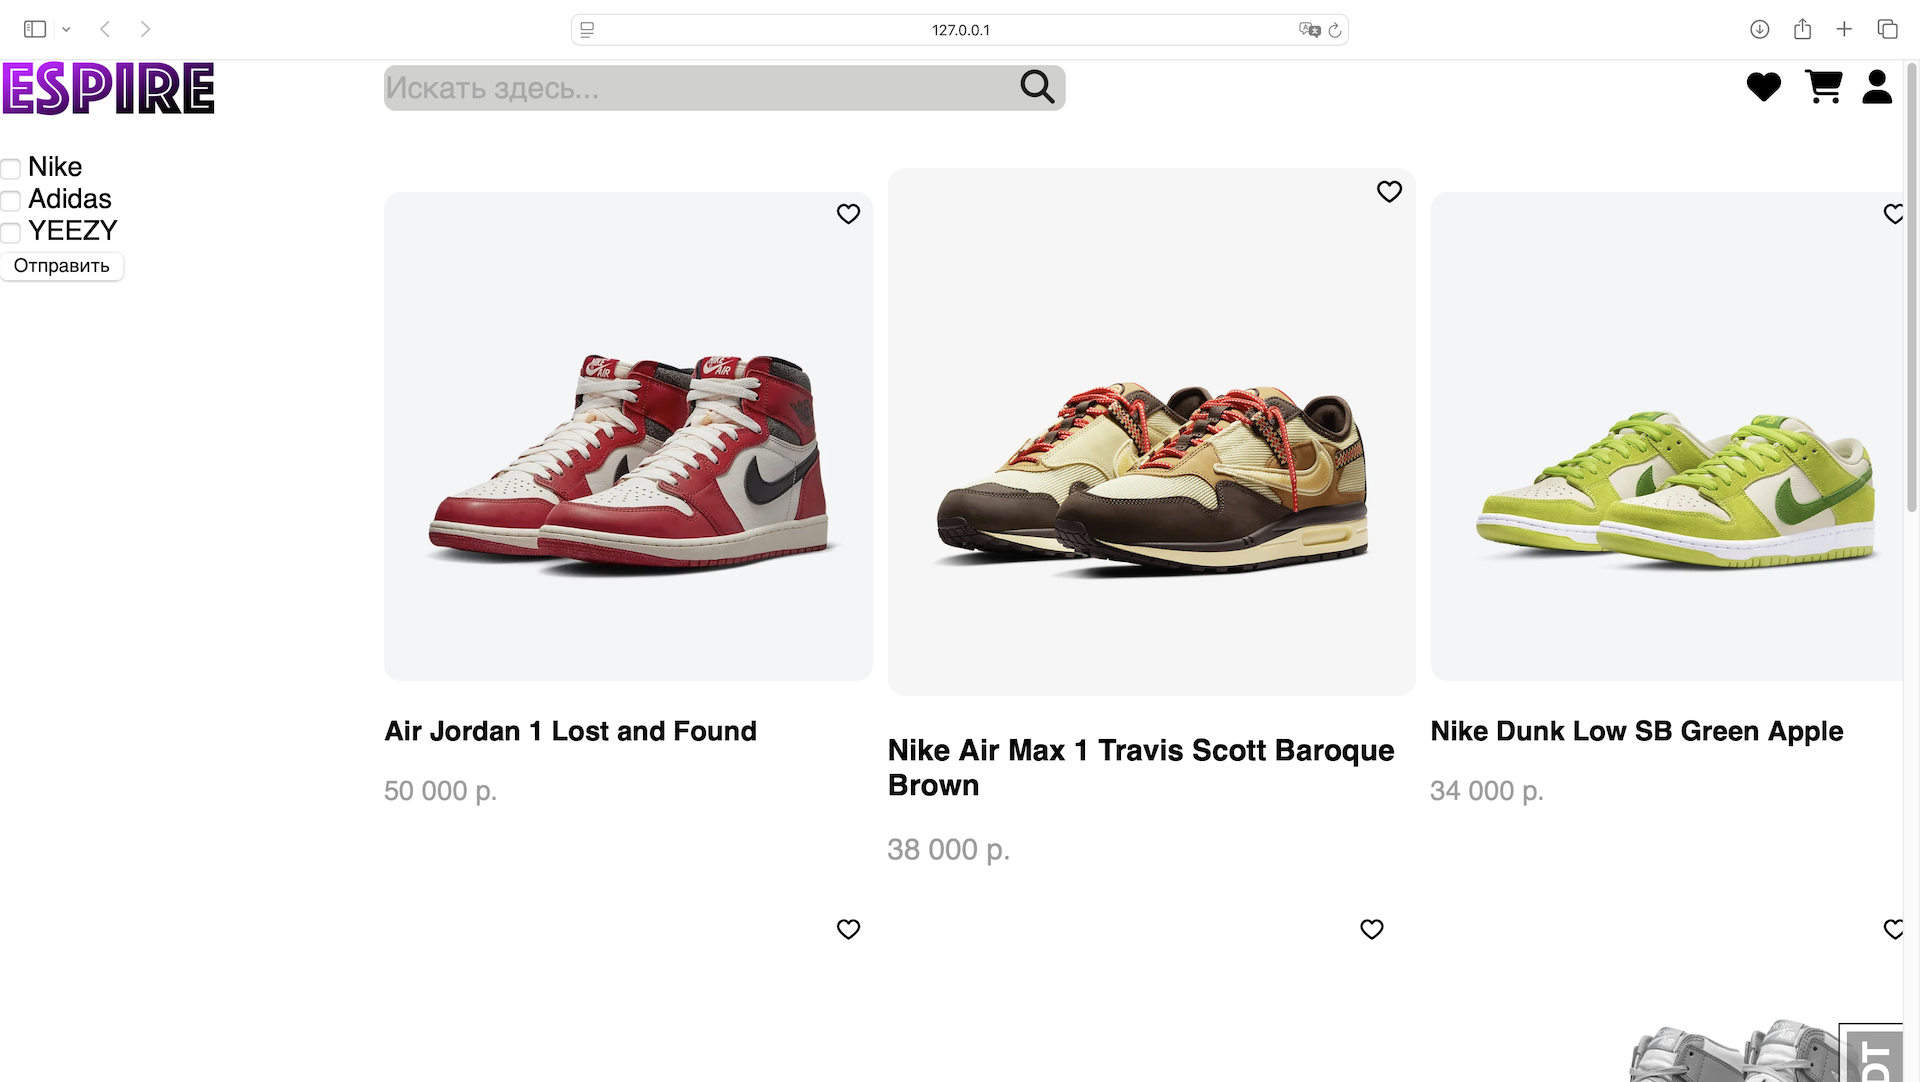 127.0.0.1
ESPIRE
Искать здесь...
Nike
Adidas
YEEZY
Отправить
Air Jordan 1 Lost and Found
50 000 р.
Nike Air Max 1 Travis Scott Baroque
Brown
38 000 р.
Nike Dunk Low SB Green Apple
34 000 р.